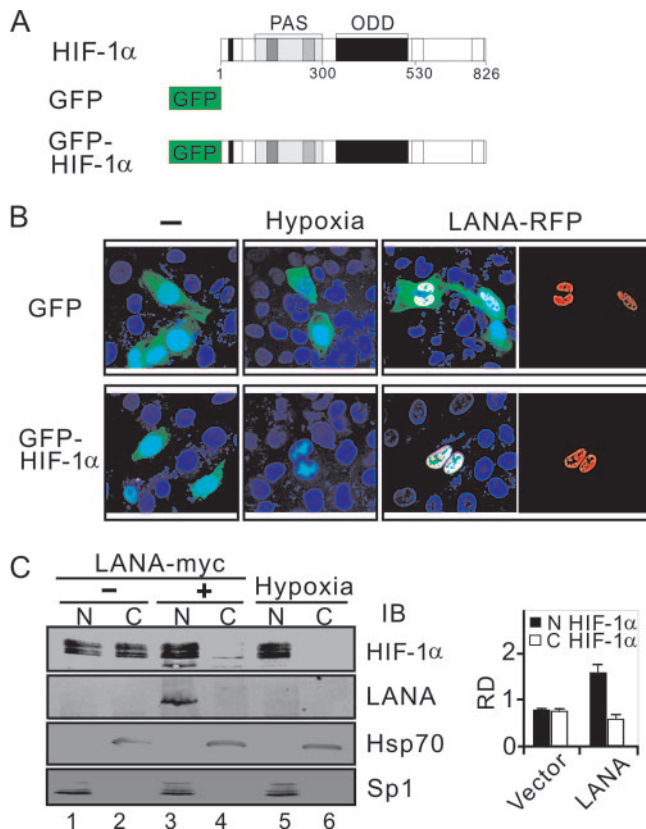 A
PAS ODD
HIF-1α
1 300 530 826
GFP GFP
GFP-HIF-1α GFP
B
– Hypoxia LANA-RFP
GFP
GFP-HIF-1α
C
LANA-myc
– + Hypoxia
N C N C N C IB
HIF-1α
LANA
Hsp70
Sp1
1 2 3 4 5 6
N HIF-1α
C HIF-1α
RD
2
1
0
Vector LANA